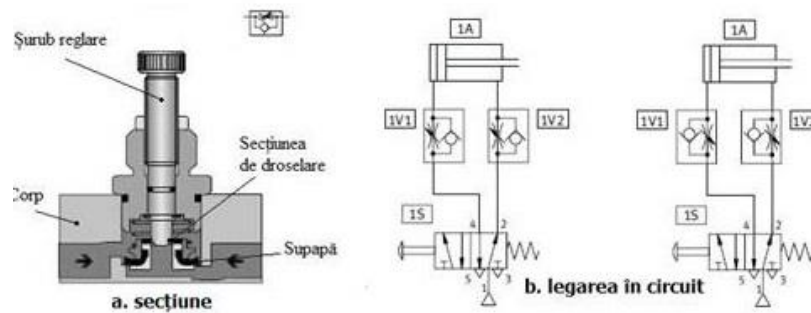 Șurub reglare
Secțiunea
de droselare
Corp
Supapă
a. secțiune
1A
1V1
1V2
1S
4
2
5
3
1
1A
1V1
1S
4
2
5
3
1
b. legarea în circuit